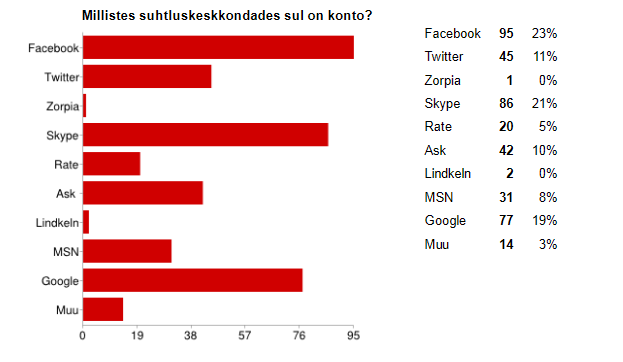 Millistes suhtluskeskkondades sul on konto?
Facebook
Twitter
Zorpia
Skype
Rate
Ask
Lindkeln
MSN
Google
Muu
0 19 38 57 76 95
Facebook 95 23%
Twitter 45 11%
Zorpia 1 0%
Skype 86 21%
Rate 20 5%
Ask 42 10%
Lindkeln 2 0%
MSN 31 8%
Google 77 19%
Muu 14 3%